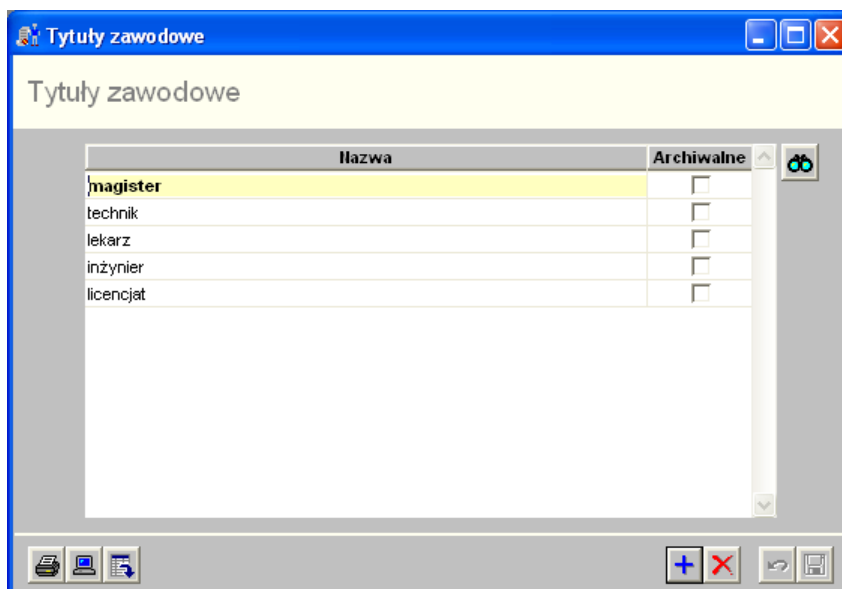 Tytuły zawodowe
Tytuły zawodowe
Nazwa Archiwalne
magister
technik
lekarz
inżynier
licencjat